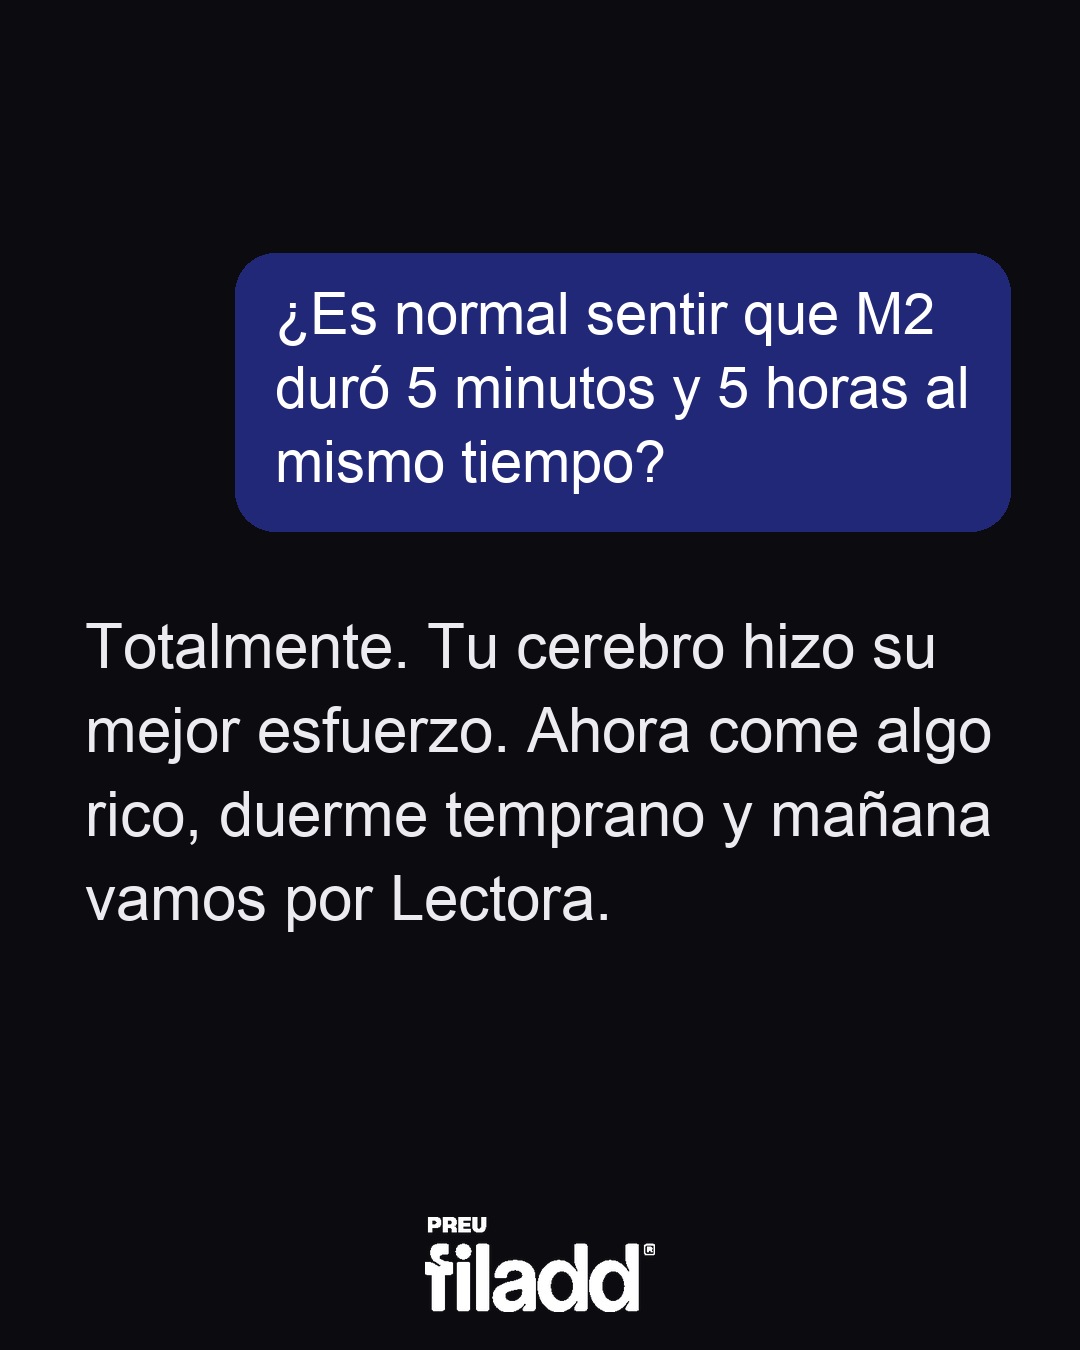 ¿Es normal sentir que M2
duró 5 minutos y 5 horas al
mismo tiempo?
Totalmente. Tu cerebro hizo su
mejor esfuerzo. Ahora come algo
rico, duerme temprano y mañana
vamos por Lectora.
PREU
filadd®